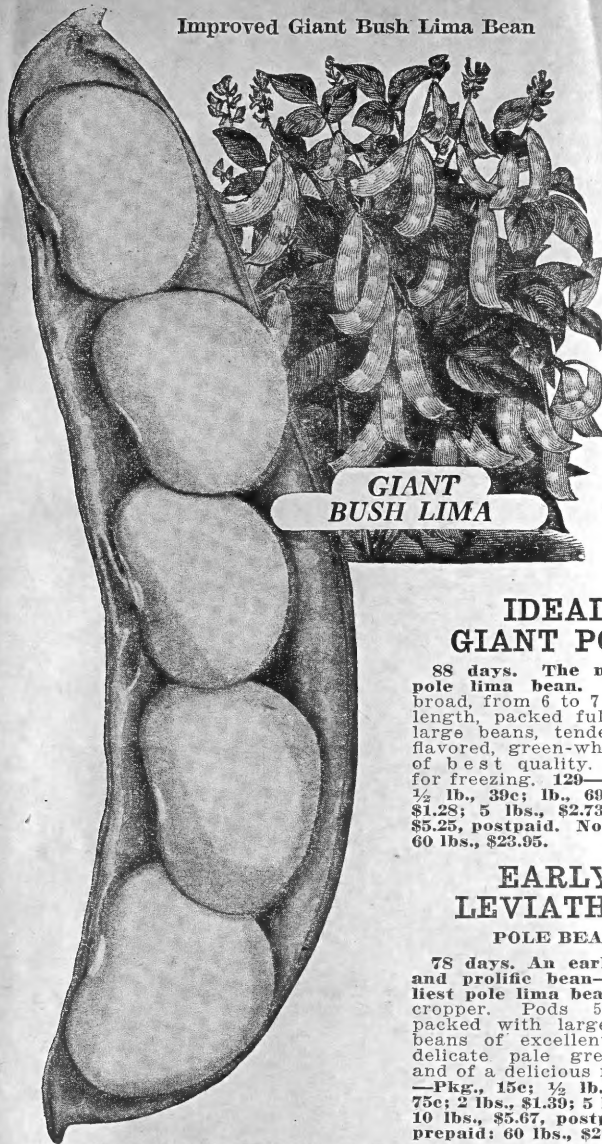 Improved Giant Bush Lima Bean
GIANT
BUSH LIMA
IDEAL
GIANT PO
88 days. The m
pole lima bean.
broad, from 6 to 7
length, packed ful
large beans, tende
flavored, green-wh
of best quality.
for freezing. 129—
½ lb., 39c; lb., 69
$1.28; 5 lbs., $2.73
$5.25, postpaid. No
60 lbs., $23.95.
EARLY
LEVIATH
POLE BEA
78 days. An earl
and prolific bean—
liest pole lima bea
cropper. Pods 5
packed with large
beans of excellen
delicate pale gre
and of a delicious
—Pkg., 15c; ½ lb.
75c; 2 lbs., $1.39; 5
10 lbs., $5.67, postp
prepaid: 60 lbs., $2